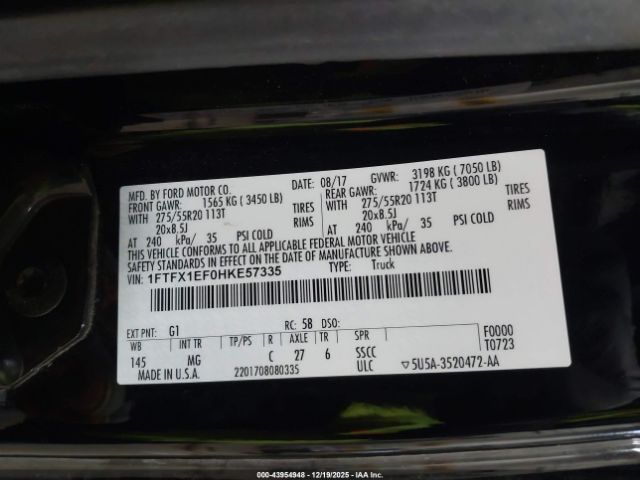 MFD. BY FORD MOTOR CO. DATE: 08/17 GVWR: 3198 KG ( 7050 LB)
FRONT GAWR: 1565 KG ( 3450 LB) REAR GAWR: 1724 KG ( 3800 LB)
WITH 275/55R20 113T TIRES WITH 275/55R20 113T TIRES
20x8.5J RIMS 20x8.5J RIMS
AT 240 kPa/ 35 PSI COLD AT 240 kPa/ 35 PSI COLD
THIS VEHICLE CONFORMS TO ALL APPLICABLE FEDERAL MOTOR VEHICLE
SAFETY STANDARDS IN EFFECT ON THE DATE OF MANUFACTURE SHOWN ABOVE.
VIN: 1FTFX1EF0HKE57335
TYPE: Truck
EXT PNT: G1 RC: 58 DSO: F0000
WB INT TR TP/PS R AXLE TR SPR T0723
145 MG C 27 6 SSCC
MADE IN U.S.A. 2201708080335 ULC ▽5U5A-3520472-AA
000-43954948 - 12/19/2025 - IAA Inc.